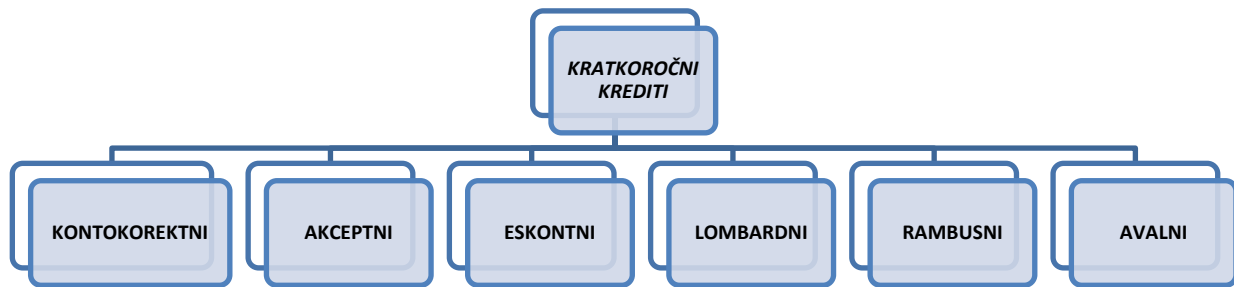 KRATKOROČNI
KREDITI
KONTOKOREKTNI
AKCEPTNI
ESKONTNI
LOMBARDNI
RAMBUSNI
AVALNI